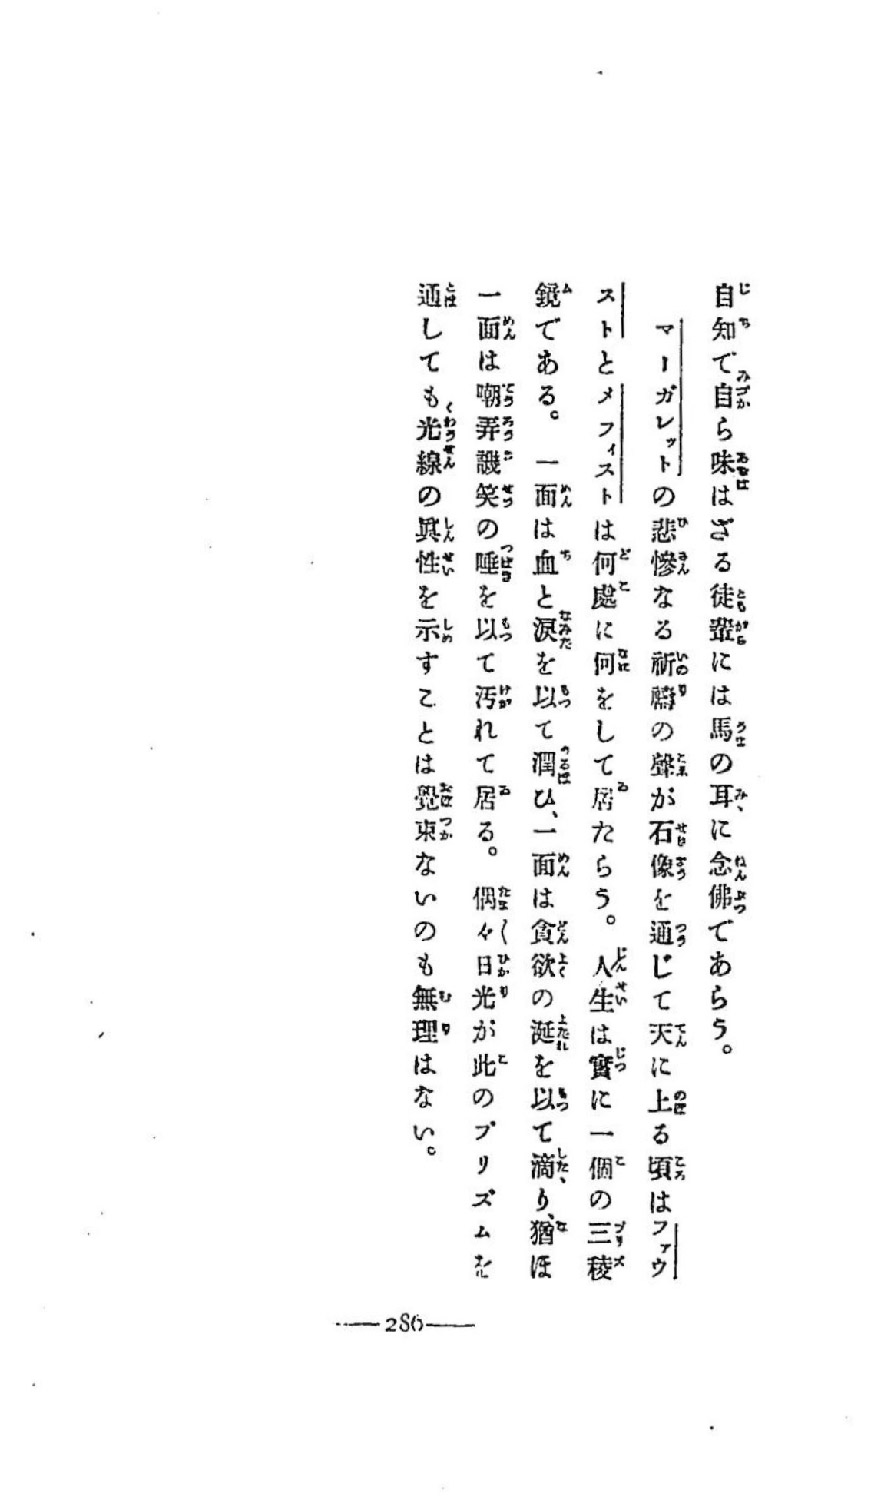 自知で自ら味はざる徒輩には馬の耳に念佛であらう。
マーガレットの悲慘なる祈禱の聲が石像を通じて天に上る頃はファウ
ストとメフィストは何處に何をして居たらう。人生は實に一個の三稜
鏡である。一面は血と淚を以て潤ひ、一面は貪欲の涎を以て滴り、猶ほ
一面は嘲弄譏笑の唾を以て汚れて居る。偶々日光が此のプリズムを
通しても光線の眞性を示すことは覺束ないのも無理はない。
286